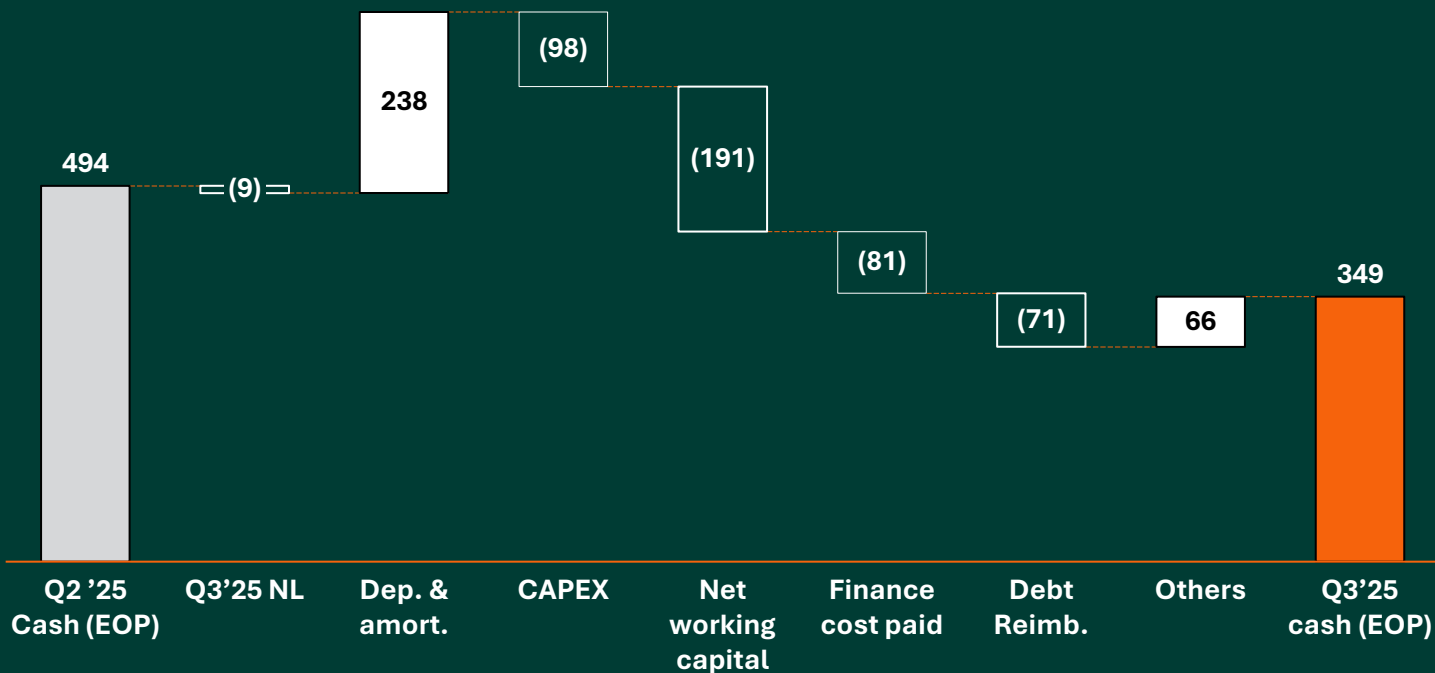 494
(9)
238
(98)
(191)
(81)
(71)
66
349
Q2 ’25
Cash (EOP)
Q3’25 NL
Dep. &
amort.
CAPEX
Net
working
capital
Finance
cost paid
Debt
Reimb.
Others
Q3’25
cash (EOP)